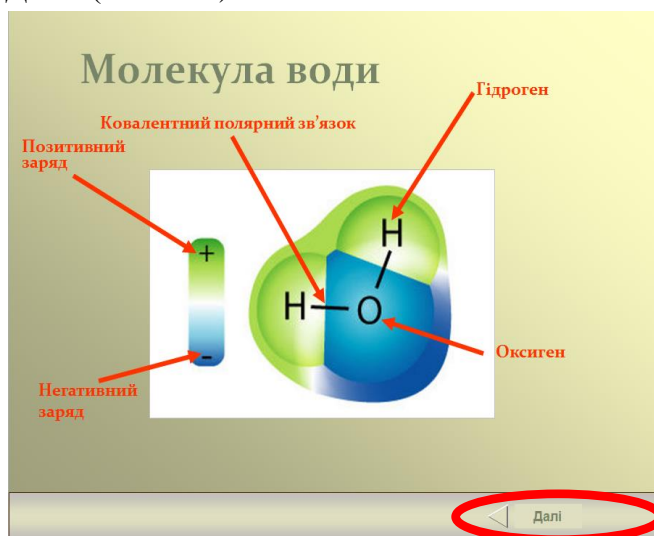 Молекула води
Гідроген
Ковалентний полярний зв’язок
Позитивний
заряд
+
H
H
O
-
Оксиген
Негативний
заряд
Далі